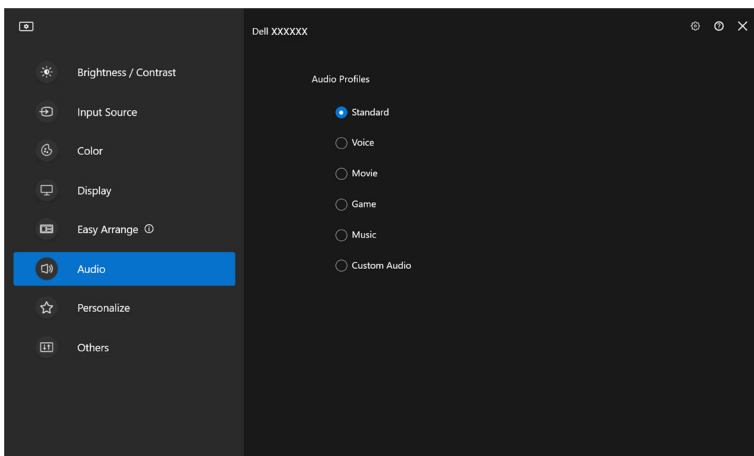 Dell XXXXXX
Brightness / Contrast
Input Source
Color
Display
Easy Arrange
Audio
Personalize
Others
Audio Profiles
Standard
Voice
Movie
Game
Music
Custom Audio